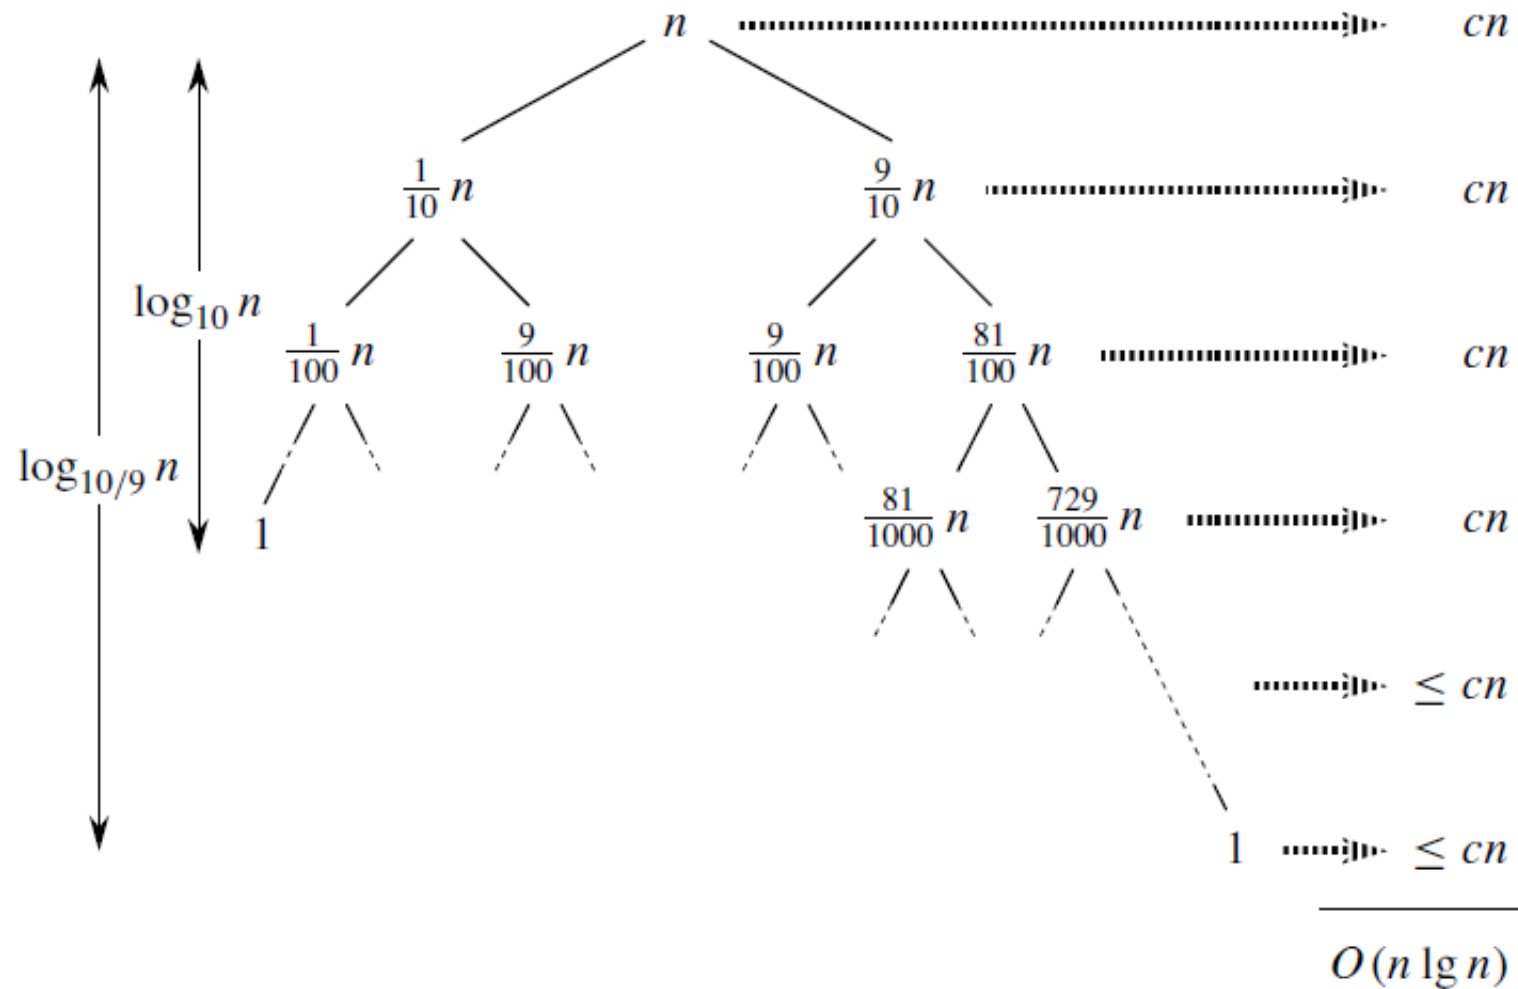 n cn
1/10 n 9/10 n cn
log₁₀ n
1/100 n 9/100 n 9/100 n 81/100 n cn
log₁₀/₉ n
1 81/1000 n 729/1000 n cn
≤ cn
1 ≤ cn
O(n lg n)